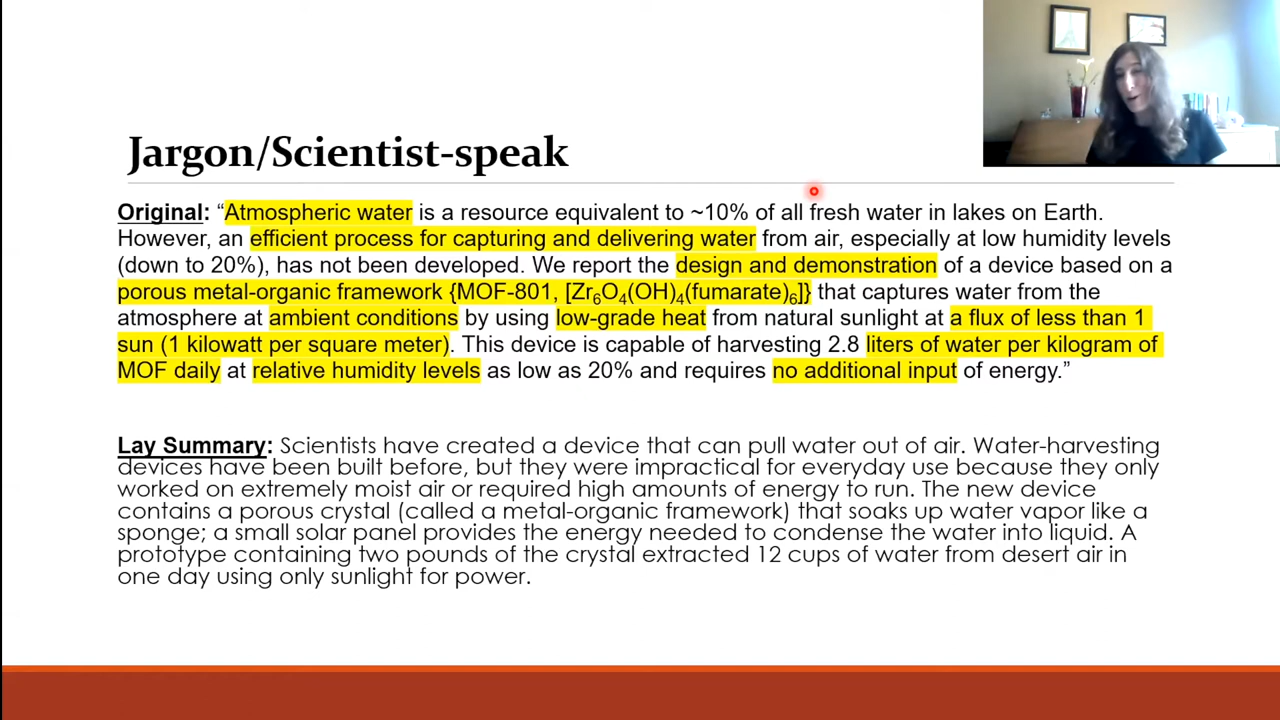 Jargon/Scientist-speak
Original: “Atmospheric water is a resource equivalent to ~10% of all fresh water in lakes on Earth.
However, an efficient process for capturing and delivering water from air, especially at low humidity levels
(down to 20%), has not been developed. We report the design and demonstration of a device based on a
porous metal-organic framework {MOF-801, [Zr₆O₄(OH)₄(fumarate)₆]} that captures water from the
atmosphere at ambient conditions by using low-grade heat from natural sunlight at a flux of less than 1
sun (1 kilowatt per square meter). This device is capable of harvesting 2.8 liters of water per kilogram of
MOF daily at relative humidity levels as low as 20% and requires no additional input of energy.”
Lay Summary: Scientists have created a device that can pull water out of air. Water-harvesting
devices have been built before, but they were impractical for everyday use because they only
worked on extremely moist air or required high amounts of energy to run. The new device
contains a porous crystal (called a metal-organic framework) that soaks up water vapor like a
sponge; a small solar panel provides the energy needed to condense the water into liquid. A
prototype containing two pounds of the crystal extracted 12 cups of water from desert air in
one day using only sunlight for power.